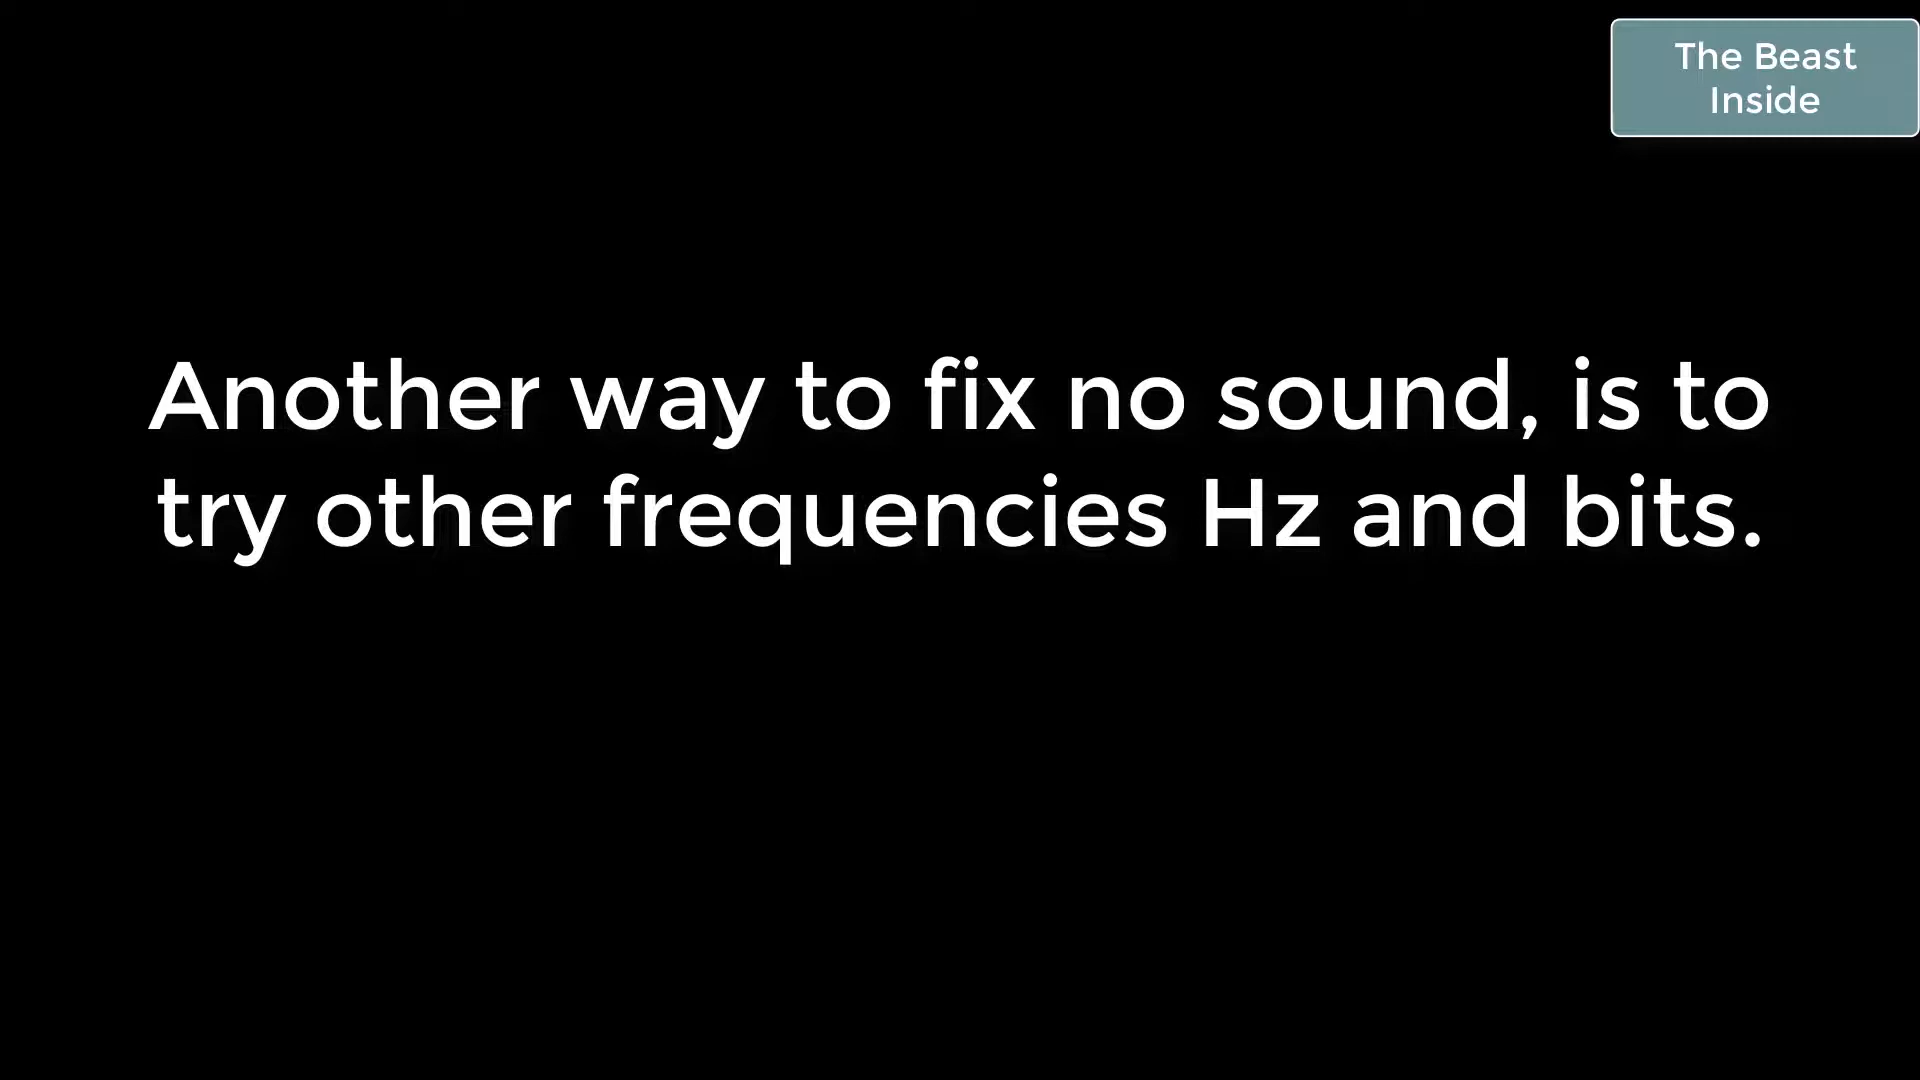 The Beast
Inside
Another way to fix no sound, is to
try other frequencies Hz and bits.